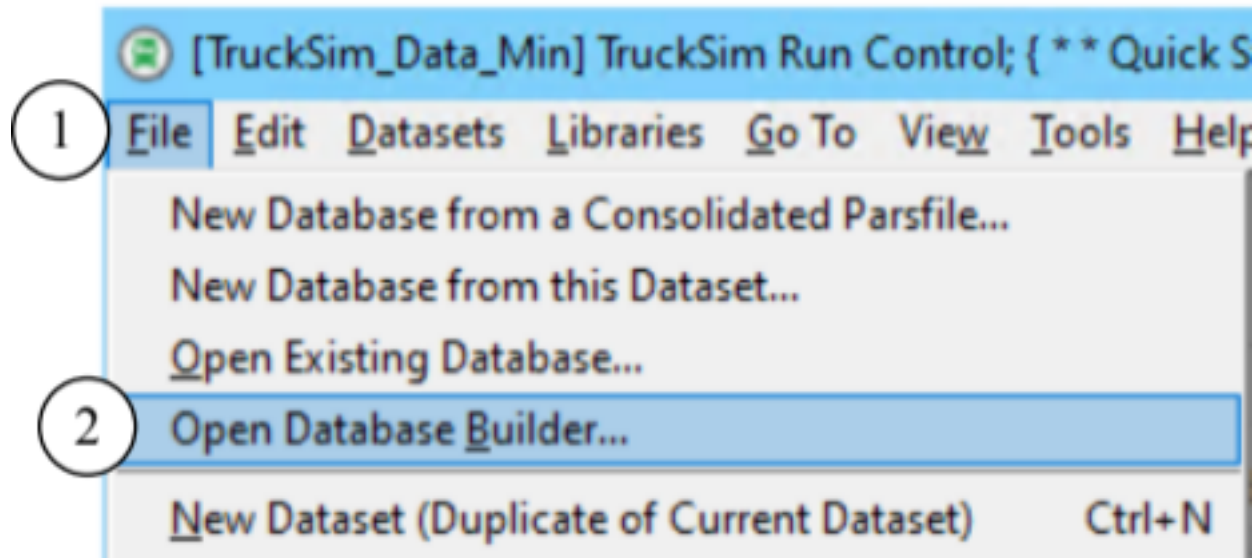 [TruckSim_Data_Min] TruckSim Run Control; { * * Quick S
1
File Edit Datasets Libraries Go To View Tools Help
New Database from a Consolidated Parsfile...
New Database from this Dataset...
Open Existing Database...
2
Open Database Builder...
New Dataset (Duplicate of Current Dataset) Ctrl+N